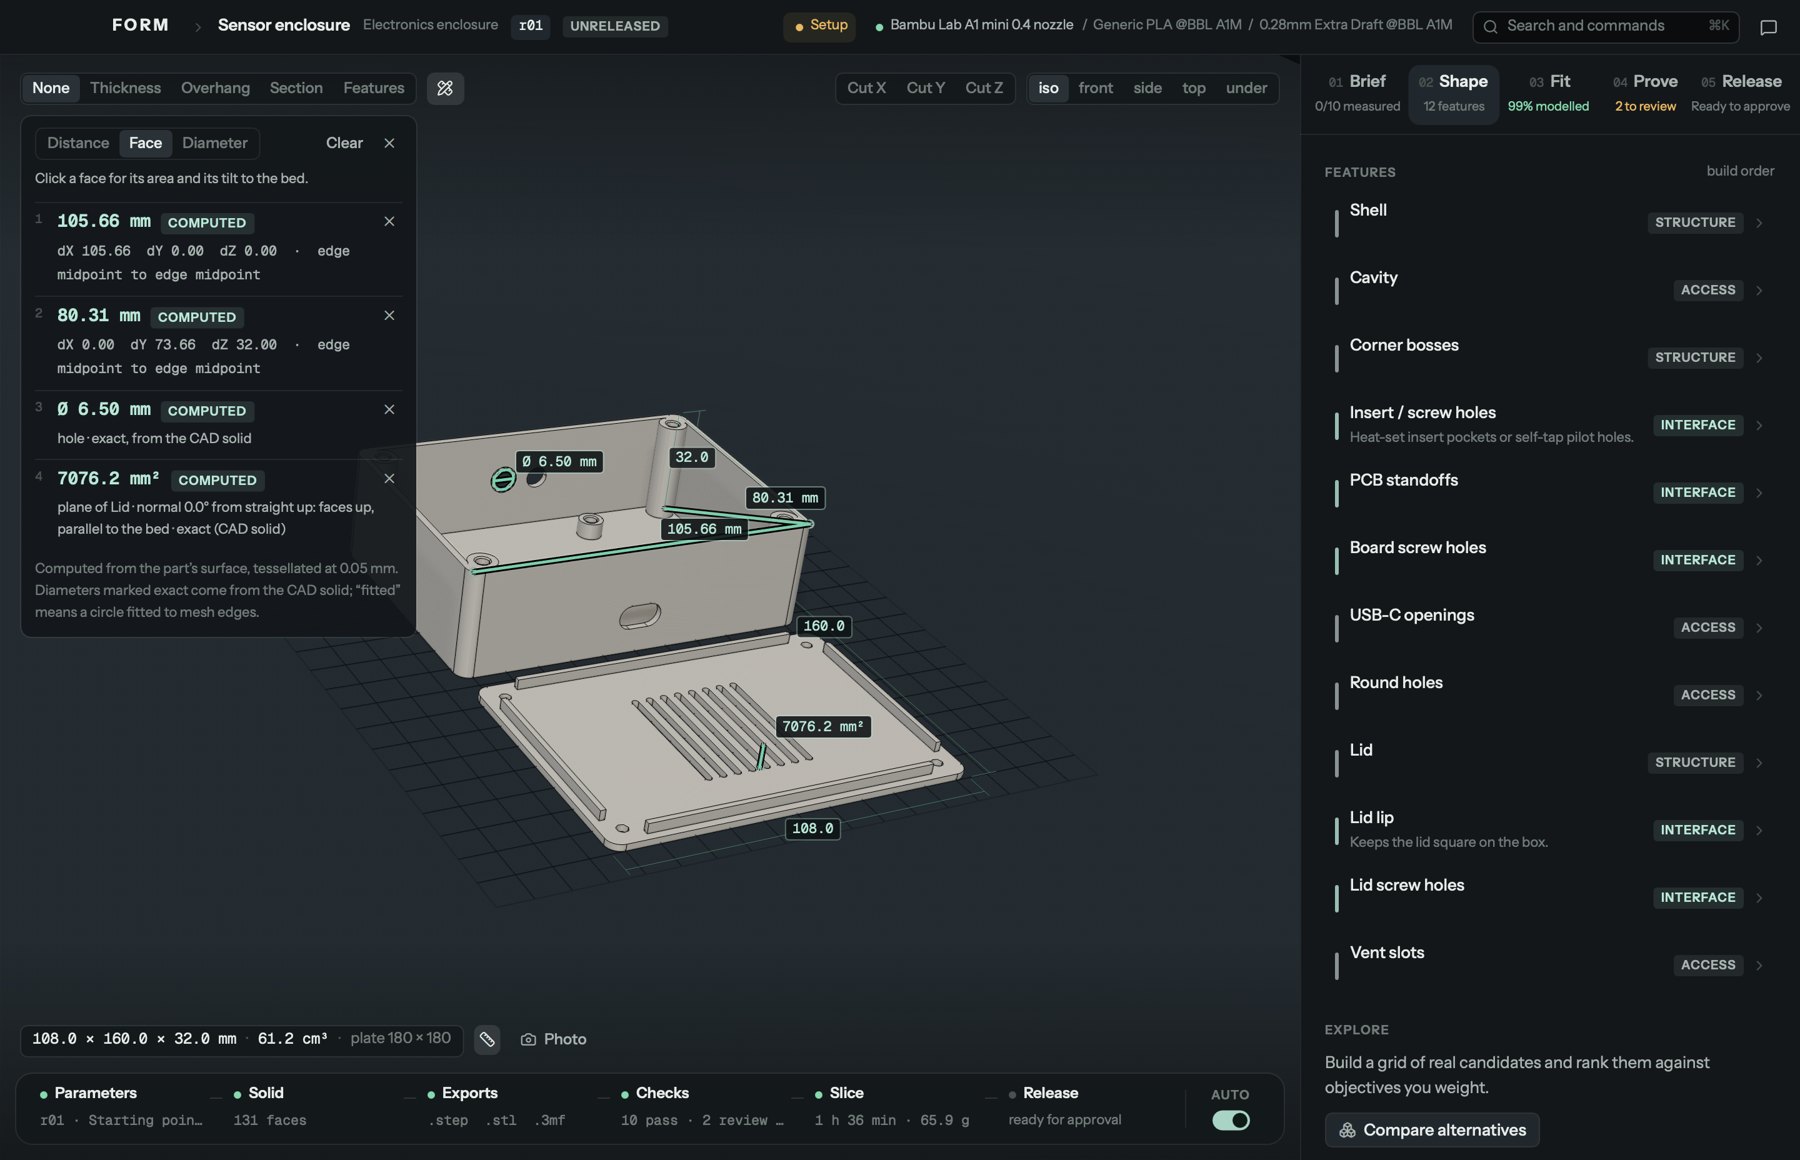 FORM
Sensor enclosure Electronics enclosure r01 UNRELEASED
Setup
Bambu Lab A1 mini 0.4 nozzle / Generic PLA @BBL A1M / 0.28mm Extra Draft @BBL A1M
Search and commands ⌘K
None Thickness Overhang Section Features
Cut X Cut Y Cut Z
iso front side top under
Distance Face Diameter Clear
Click a face for its area and its tilt to the bed.
1 105.66 mm COMPUTED
dX 105.66 dY 0.00 dZ 0.00 · edge
midpoint to edge midpoint
2 80.31 mm COMPUTED
dX 0.00 dY 73.66 dZ 32.00 · edge
midpoint to edge midpoint
3 Ø 6.50 mm COMPUTED
hole · exact, from the CAD solid
4 7076.2 mm² COMPUTED
plane of Lid · normal 0.0° from straight up: faces up,
parallel to the bed · exact (CAD solid)
Computed from the part's surface, tessellated at 0.05 mm.
Diameters marked exact come from the CAD solid; “fitted”
means a circle fitted to mesh edges.
Ø 6.50 mm
32.0
80.31 mm
105.66 mm
160.0
7076.2 mm²
108.0
108.0 × 160.0 × 32.0 mm · 61.2 cm³ · plate 180 × 180
Photo
Parameters
r01 · Starting poin…
Solid
131 faces
Exports
.step .stl .3mf
Checks
10 pass · 2 review …
Slice
1 h 36 min · 65.9 g
Release
ready for approval
AUTO
01 Brief
0/10 measured
02 Shape
12 features
03 Fit
99% modelled
04 Prove
2 to review
05 Release
Ready to approve
FEATURES build order
Shell STRUCTURE
Cavity ACCESS
Corner bosses STRUCTURE
Insert / screw holes INTERFACE
Heat-set insert pockets or self-tap pilot holes.
PCB standoffs INTERFACE
Board screw holes INTERFACE
USB-C openings ACCESS
Round holes ACCESS
Lid STRUCTURE
Lid lip INTERFACE
Keeps the lid square on the box.
Lid screw holes INTERFACE
Vent slots ACCESS
EXPLORE
Build a grid of real candidates and rank them against
objectives you weight.
Compare alternatives